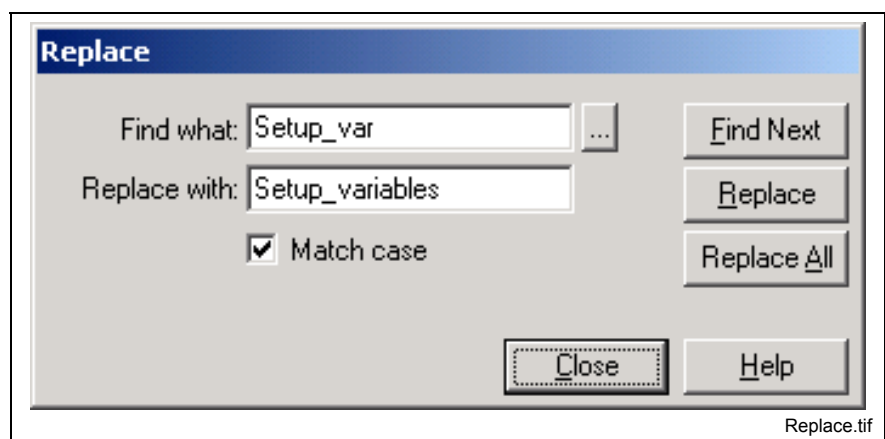 Replace
Find what: Setup_var ... Find Next
Replace with: Setup_variables Replace
Match case Replace All
Close Help
Replace.tif